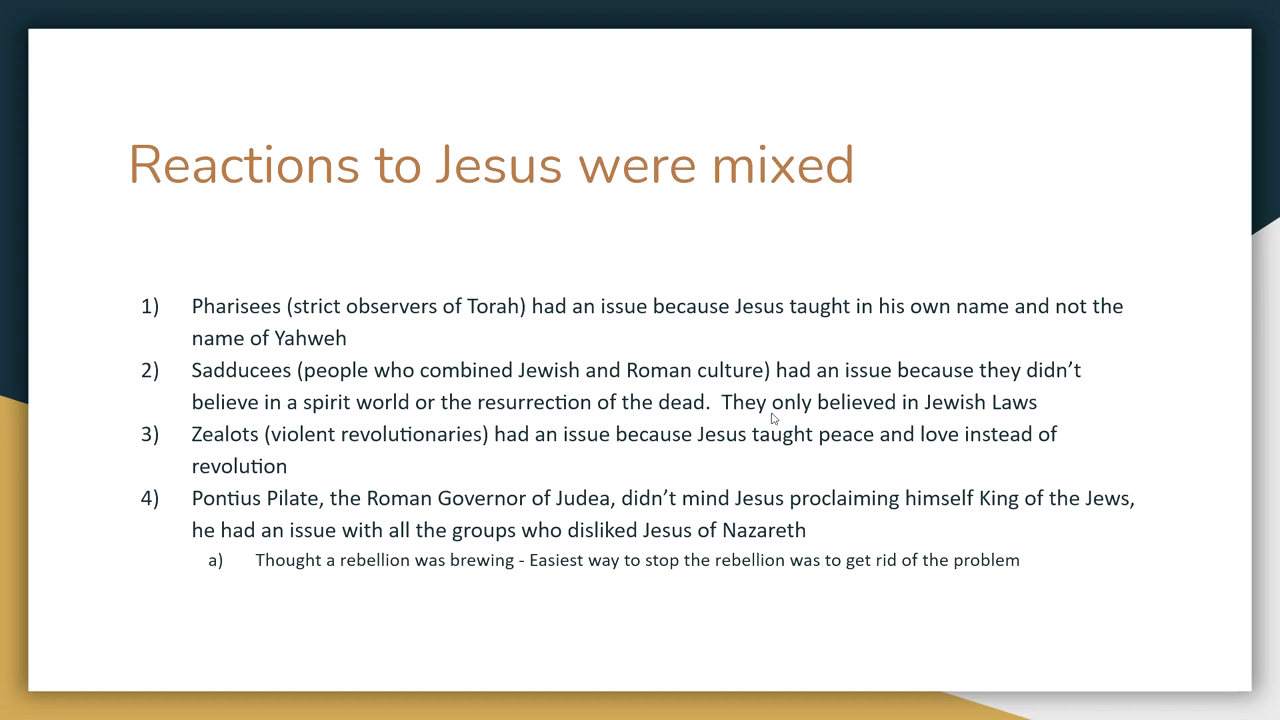 Reactions to Jesus were mixed
1) Pharisees (strict observers of Torah) had an issue because Jesus taught in his own name and not the
name of Yahweh
2) Sadducees (people who combined Jewish and Roman culture) had an issue because they didn’t
believe in a spirit world or the resurrection of the dead.  They only believed in Jewish Laws
3) Zealots (violent revolutionaries) had an issue because Jesus taught peace and love instead of
revolution
4) Pontius Pilate, the Roman Governor of Judea, didn’t mind Jesus proclaiming himself King of the Jews,
he had an issue with all the groups who disliked Jesus of Nazareth
a) Thought a rebellion was brewing - Easiest way to stop the rebellion was to get rid of the problem